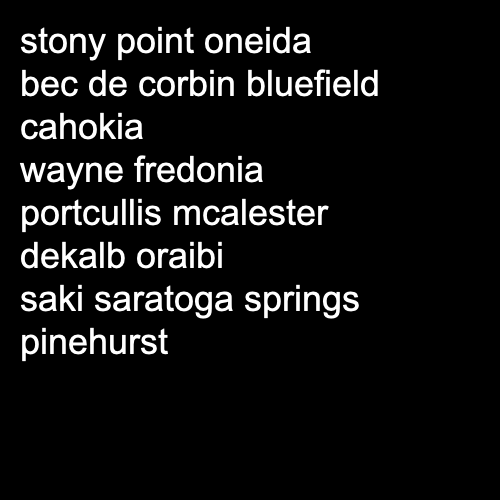 stony point oneida
bec de corbin bluefield
cahokia
wayne fredonia
portcullis mcalester
dekalb oraibi
saki saratoga springs
pinehurst